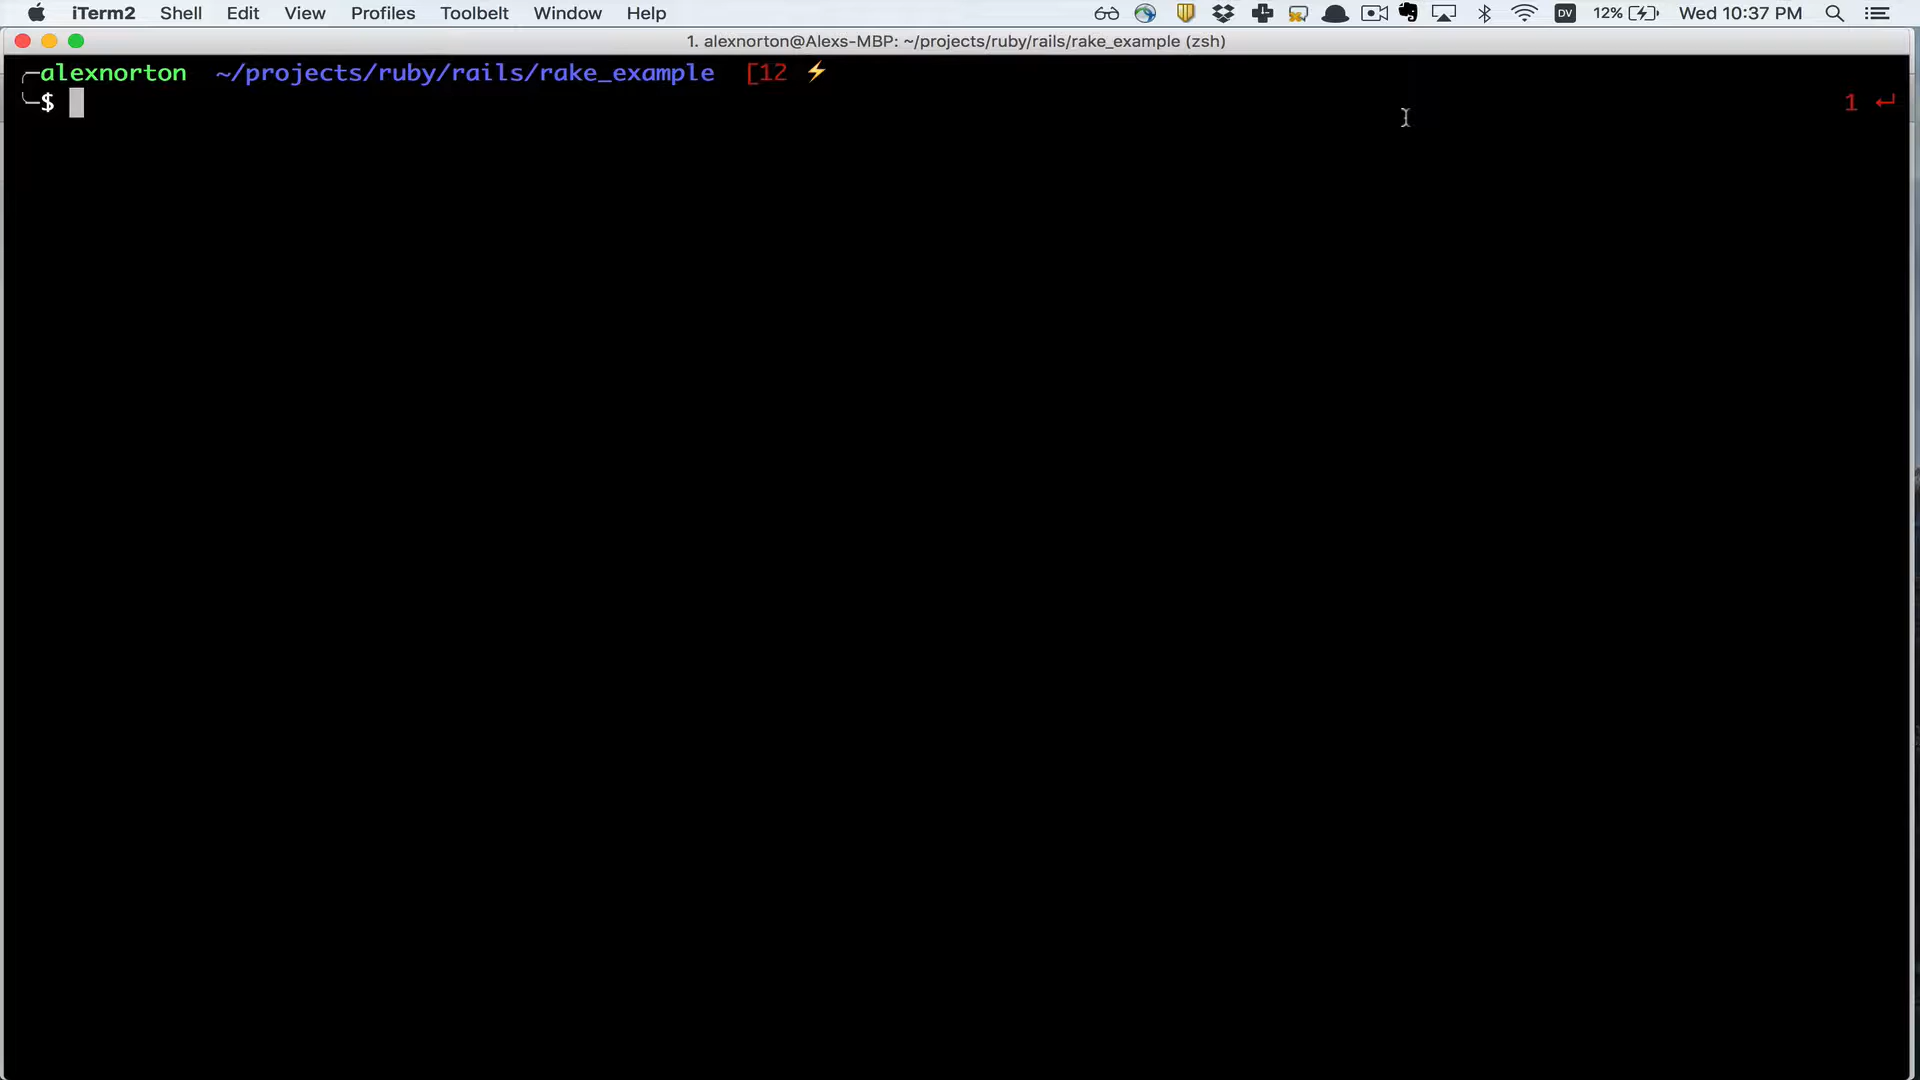 iTerm2 Shell Edit View Profiles Toolbelt Window Help DV 12% Wed 10:37 PM
1. alexnorton@Alexs-MBP: ~/projects/ruby/rails/rake_example (zsh)
╭─alexnorton ~/projects/ruby/rails/rake_example [12 ⚡
╰─$ 1 ↵